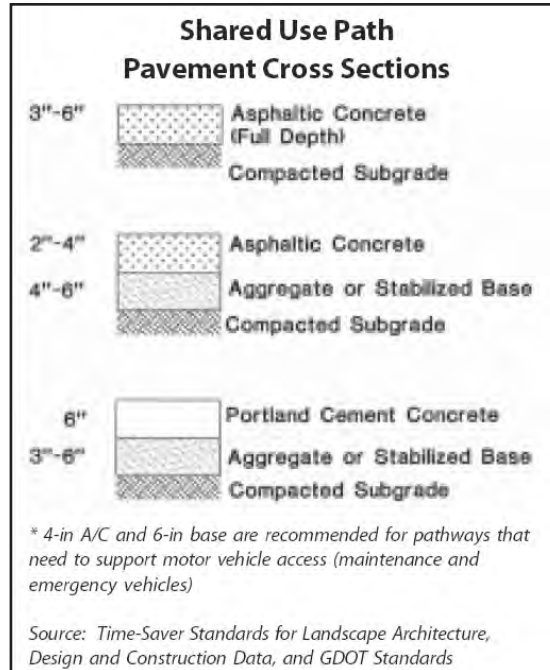 Shared Use Path
Pavement Cross Sections
3"-6" Asphaltic Concrete
(Full Depth)
Compacted Subgrade
2"-4" Asphaltic Concrete
4"-6" Aggregate or Stabilized Base
Compacted Subgrade
6" Portland Cement Concrete
3"-6" Aggregate or Stabilized Base
Compacted Subgrade
* 4-in A/C and 6-in base are recommended for pathways that
need to support motor vehicle access (maintenance and
emergency vehicles)
Source: Time-Saver Standards for Landscape Architecture,
Design and Construction Data, and GDOT Standards